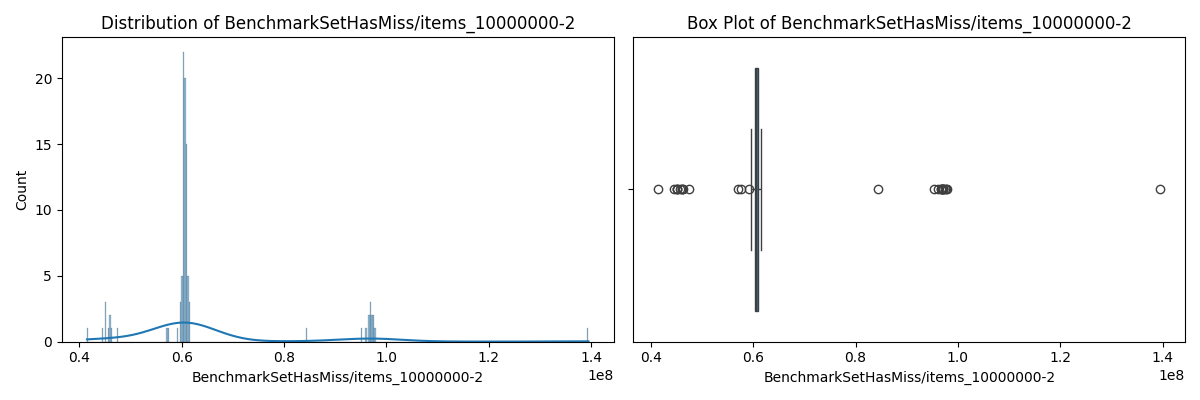 Distribution of BenchmarkSetHasMiss/items_10000000-2
Count
20
15
10
5
0
0.4 0.6 0.8 1.0 1.2 1.4
1e8
BenchmarkSetHasMiss/items_10000000-2
Box Plot of BenchmarkSetHasMiss/items_10000000-2
0.4 0.6 0.8 1.0 1.2 1.4
1e8
BenchmarkSetHasMiss/items_10000000-2